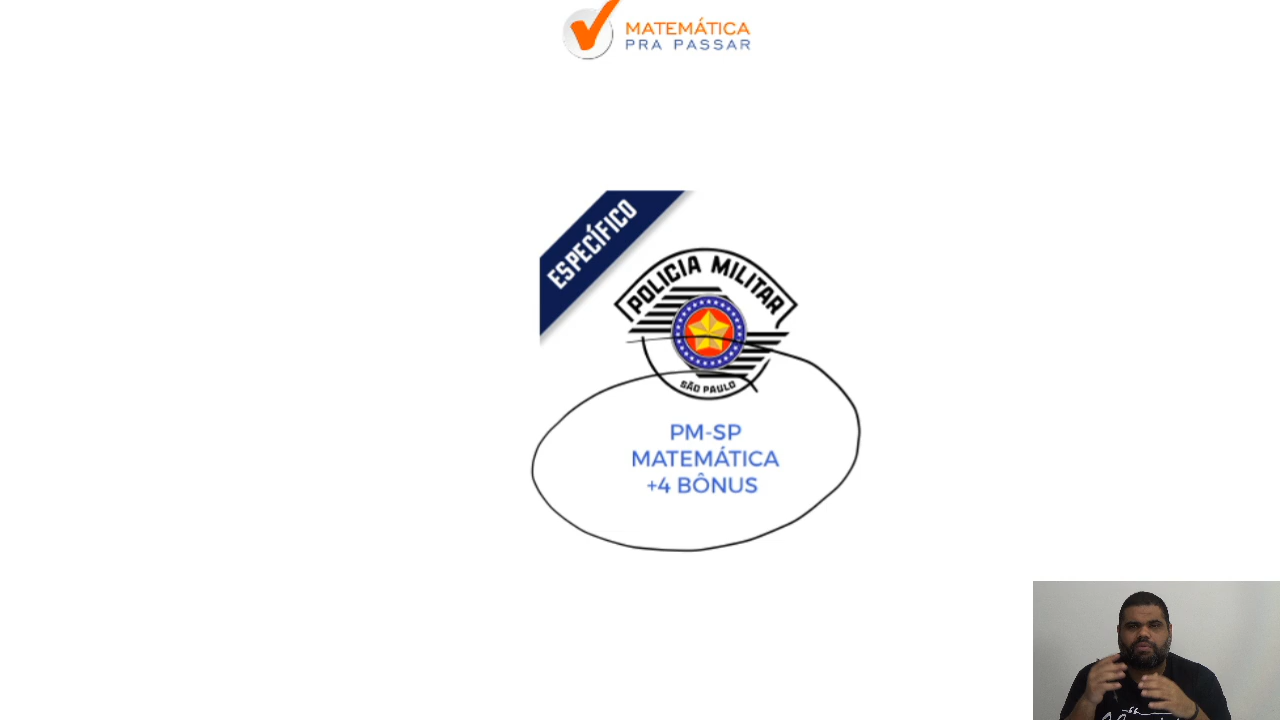 MATEMÁTICA
PRA PASSAR
ESPECÍFICO
POLICIA MILITAR
SÃO PAULO
PM-SP
MATEMÁTICA
+4 BÔNUS